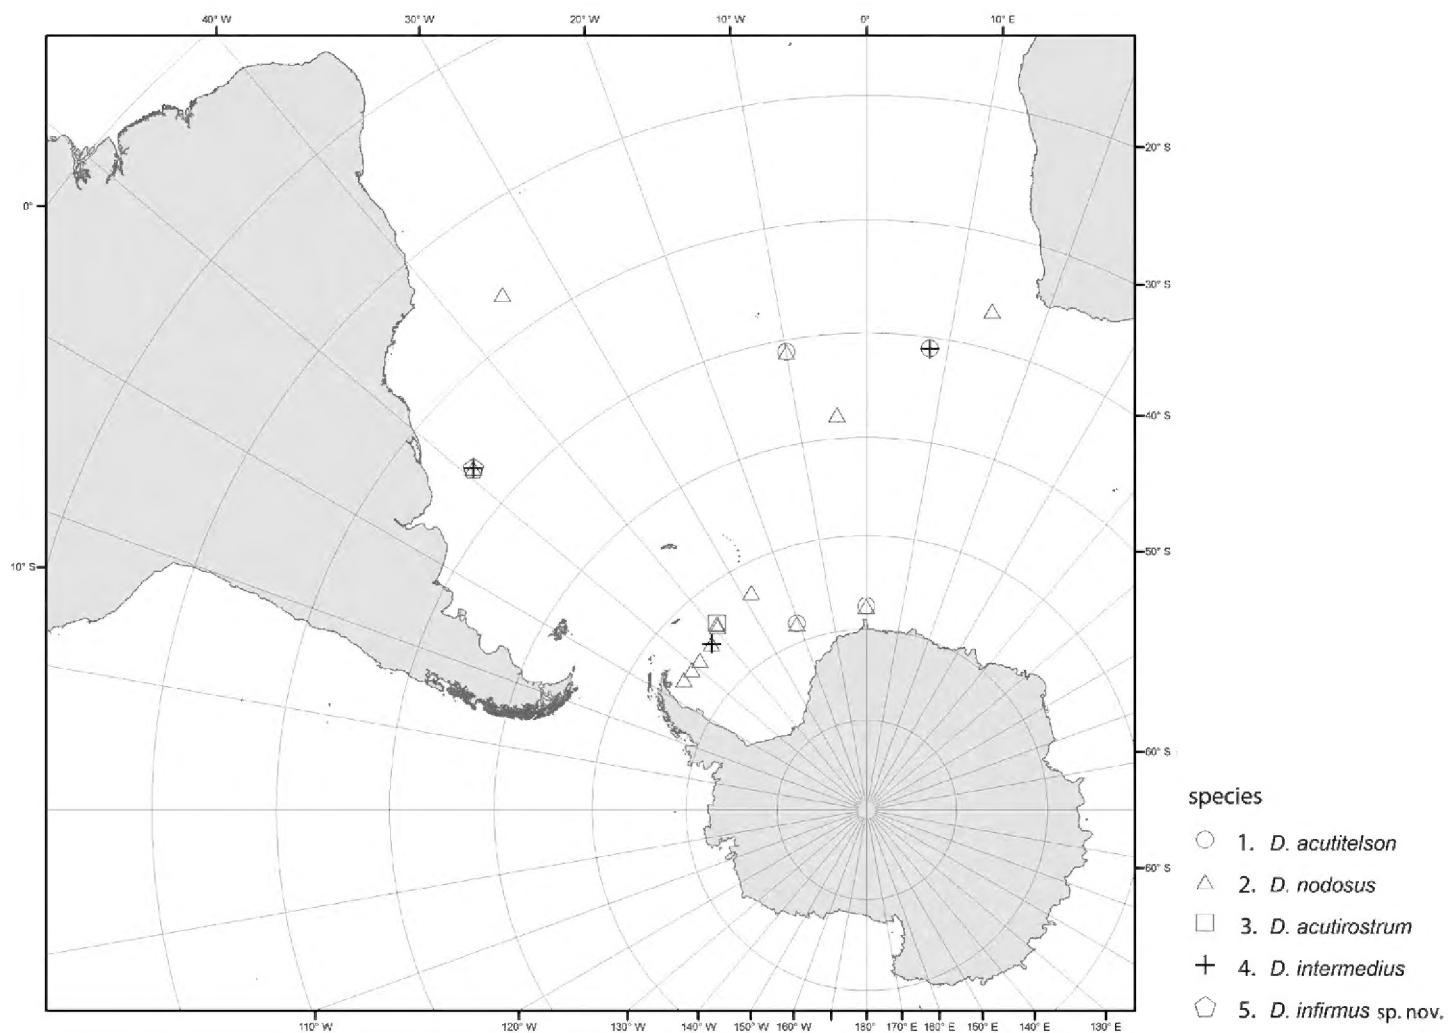 40° W 30° W 20° W 10° W 0° 10° E
20° S
0°
30° S
40° S
50° S
10° S
60° S
species
1. D. acutitelson
60° S
2. D. nodosus
3. D. acutirostrum
4. D. intermedius
5. D. infirmus sp. nov.
110° W 120° W 130° W 140° W 150° W 160° W 180° 170° E 160° E 150° E 140° E 130° E